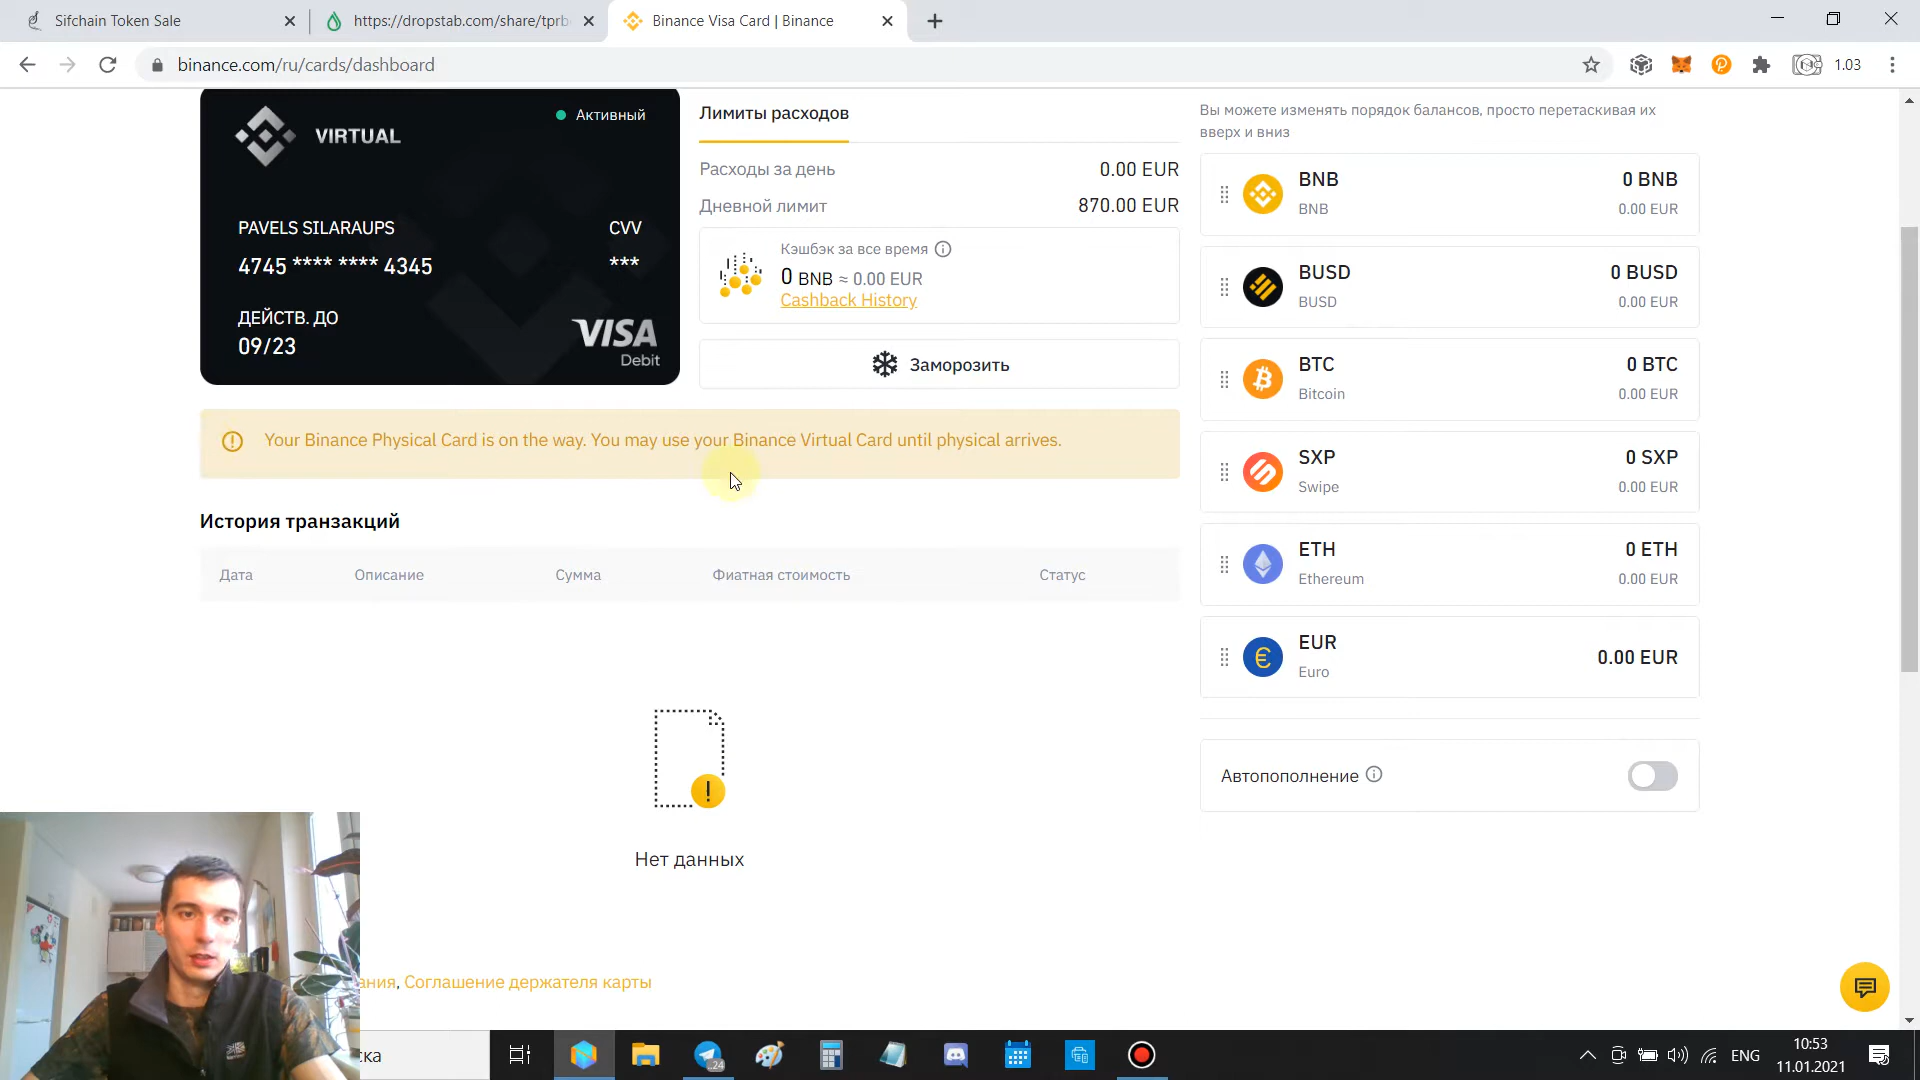 Sifchain Token Sale
https://dropstab.com/share/tprb
Binance Visa Card | Binance
binance.com/ru/cards/dashboard
1.03
VIRTUAL
Активный
PAVELS SILARAUPS
CVV
4745 **** **** 4345
***
ДЕЙСТВ. ДО
09/23
VISA
Debit
Лимиты расходов
Расходы за день
0.00 EUR
Дневной лимит
870.00 EUR
Кэшбэк за все время
0 BNB ≈ 0.00 EUR
Cashback History
Заморозить
Your Binance Physical Card is on the way. You may use your Binance Virtual Card until physical arrives.
История транзакций
Дата
Описание
Сумма
Фиатная стоимость
Статус
Нет данных
ания, Соглашение держателя карты
Вы можете изменять порядок балансов, просто перетаскивая их
вверх и вниз
BNB
0 BNB
BNB
0.00 EUR
BUSD
0 BUSD
BUSD
0.00 EUR
BTC
0 BTC
Bitcoin
0.00 EUR
SXP
0 SXP
Swipe
0.00 EUR
ETH
0 ETH
Ethereum
0.00 EUR
EUR
0.00 EUR
Euro
Автопополнение
ска
24
ENG
10:53
11.01.2021